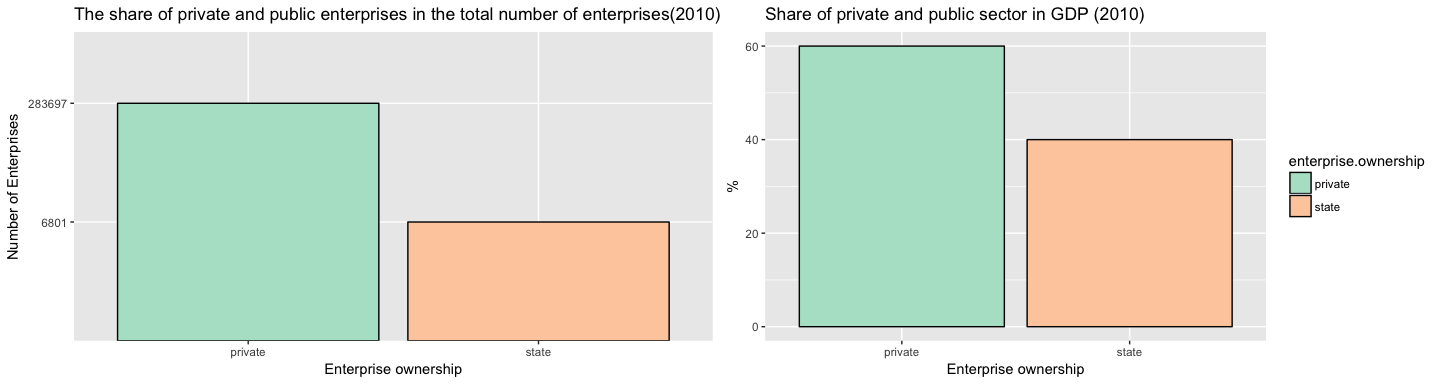 The share of private and public enterprises in the total number of enterprises(2010)
Number of Enterprises
283697
6801
private
state
Enterprise ownership
Share of private and public sector in GDP (2010)
%
60
40
20
0
private
state
Enterprise ownership
enterprise.ownership
private
state